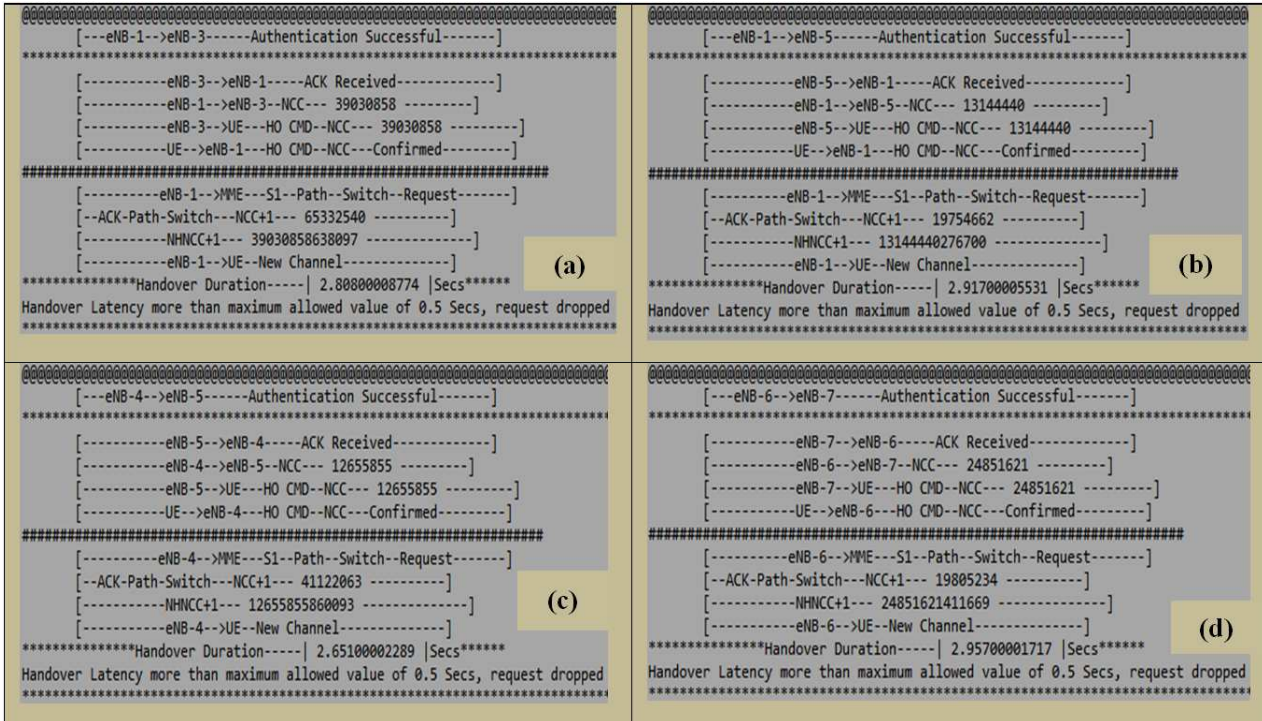 @@@@@@@@@@@@@@@@@@@@@@@@@@@@@@@@@@@@@@@@@@@@@@@@@@@@@@@@@@@@@@@@@@@@@@@@@@@@@@
[---eNB-1-->eNB-3------Authentication Successful-------]
******************************************************************************
[-----------eNB-3-->eNB-1-----ACK Received-------------]
[-----------eNB-1-->eNB-3--NCC--- 39030858 ---------]
[-----------eNB-3-->UE---HO CMD--NCC--- 39030858 ---------]
[-----------UE-->eNB-1---HO CMD--NCC---Confirmed---------]
######################################################################
[----------eNB-1-->MME---S1--Path--Switch--Request-------]
[--ACK-Path-Switch---NCC+1--- 65332540 ----------]
[-----------NHNCC+1--- 39030858638097 --------------]
[-----------eNB-1-->UE--New Channel--------------]
(a)
***************Handover Duration-----| 2.80800008774 |Secs******
Handover Latency more than maximum allowed value of 0.5 Secs, request dropped
******************************************************************************
@@@@@@@@@@@@@@@@@@@@@@@@@@@@@@@@@@@@@@@@@@@@@@@@@@@@@@@@@@@@@@@@@@@@@@@@@@@@@@
[---eNB-1-->eNB-5------Authentication Successful-------]
******************************************************************************
[-----------eNB-5-->eNB-1-----ACK Received-------------]
[-----------eNB-1-->eNB-5--NCC--- 13144440 ---------]
[-----------eNB-5-->UE---HO CMD--NCC--- 13144440 ---------]
[-----------UE-->eNB-1---HO CMD--NCC---Confirmed---------]
######################################################################
[----------eNB-1-->MME---S1--Path--Switch--Request-------]
[--ACK-Path-Switch---NCC+1--- 19754662 ----------]
[-----------NHNCC+1--- 13144440276700 --------------]
[-----------eNB-1-->UE--New Channel--------------]
(b)
***************Handover Duration-----| 2.91700005531 |Secs******
Handover Latency more than maximum allowed value of 0.5 Secs, request dropped
******************************************************************************
@@@@@@@@@@@@@@@@@@@@@@@@@@@@@@@@@@@@@@@@@@@@@@@@@@@@@@@@@@@@@@@@@@@@@@@@@@@@@@
[---eNB-4-->eNB-5------Authentication Successful-------]
******************************************************************************
[-----------eNB-5-->eNB-4-----ACK Received-------------]
[-----------eNB-4-->eNB-5--NCC--- 12655855 ---------]
[-----------eNB-5-->UE---HO CMD--NCC--- 12655855 ---------]
[-----------UE-->eNB-4---HO CMD--NCC---Confirmed---------]
######################################################################
[----------eNB-4-->MME---S1--Path--Switch--Request-------]
[--ACK-Path-Switch---NCC+1--- 41122063 ----------]
[-----------NHNCC+1--- 12655855860093 --------------]
[-----------eNB-4-->UE--New Channel--------------]
(c)
***************Handover Duration-----| 2.65100002289 |Secs******
Handover Latency more than maximum allowed value of 0.5 Secs, request dropped
******************************************************************************
@@@@@@@@@@@@@@@@@@@@@@@@@@@@@@@@@@@@@@@@@@@@@@@@@@@@@@@@@@@@@@@@@@@@@@@@@@@@@@
[---eNB-6-->eNB-7------Authentication Successful-------]
******************************************************************************
[-----------eNB-7-->eNB-6-----ACK Received-------------]
[-----------eNB-6-->eNB-7--NCC--- 24851621 ---------]
[-----------eNB-7-->UE---HO CMD--NCC--- 24851621 ---------]
[-----------UE-->eNB-6---HO CMD--NCC---Confirmed---------]
######################################################################
[----------eNB-6-->MME---S1--Path--Switch--Request-------]
[--ACK-Path-Switch---NCC+1--- 19805234 ----------]
[-----------NHNCC+1--- 24851621411669 --------------]
[-----------eNB-6-->UE--New Channel--------------]
(d)
***************Handover Duration-----| 2.95700001717 |Secs******
Handover Latency more than maximum allowed value of 0.5 Secs, request dropped
******************************************************************************